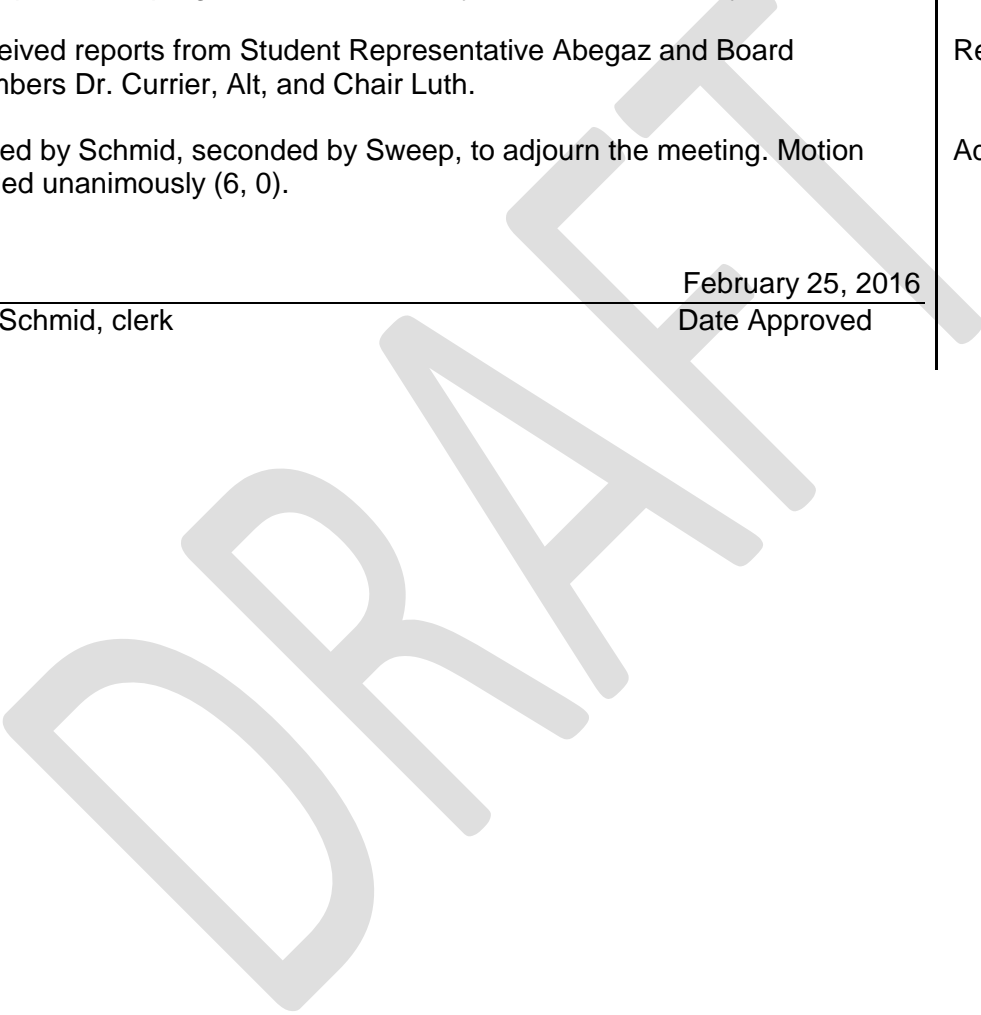 eived reports from Student Representative Abegaz and Board
nbers Dr. Currier, Alt, and Chair Luth.
ed by Schmid, seconded by Sweep, to adjourn the meeting. Motion
ed unanimously (6, 0).
Re
Ac
February 25, 2016
Schmid, clerk Date Approved
DRAFT